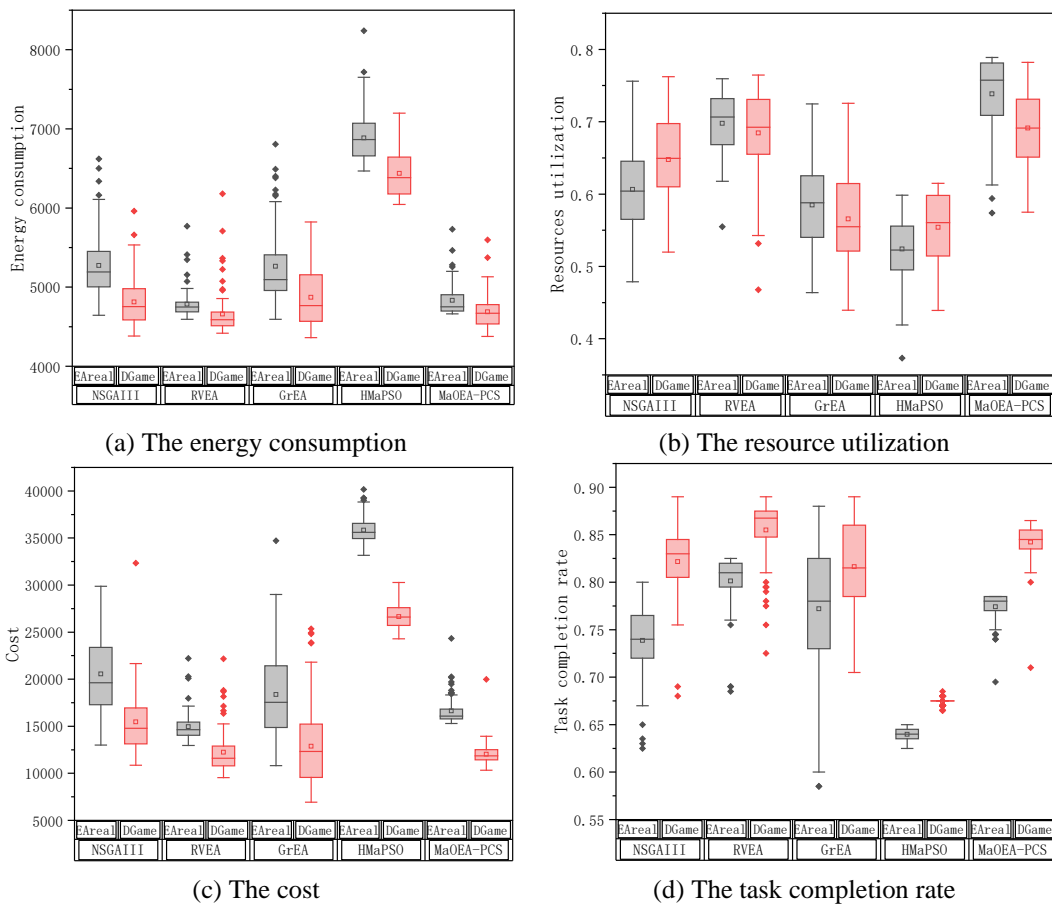 8000
7000
6000
5000
4000
Energy consumption
EAreal DGame EAreal DGame EAreal DGame EAreal DGame EAreal DGame
NSGAIII RVEA GrEA HMaPSO MaOEA-PCS
(a) The energy consumption
0.8
0.7
0.6
0.5
0.4
Resources utilization
EAreal DGame EAreal DGame EAreal DGame EAreal DGame EAreal DGame
NSGAIII RVEA GrEA HMaPSO MaOEA-PCS
(b) The resource utilization
40000
35000
30000
25000
20000
15000
10000
5000
Cost
EAreal DGame EAreal DGame EAreal DGame EAreal DGame EAreal DGame
NSGAIII RVEA GrEA HMaPSO MaOEA-PCS
(c) The cost
0.90
0.85
0.80
0.75
0.70
0.65
0.60
0.55
Task completion rate
EAreal DGame EAreal DGame EAreal DGame EAreal DGame EAreal DGame
NSGAIII RVEA GrEA HMaPSO MaOEA-PCS
(d) The task completion rate